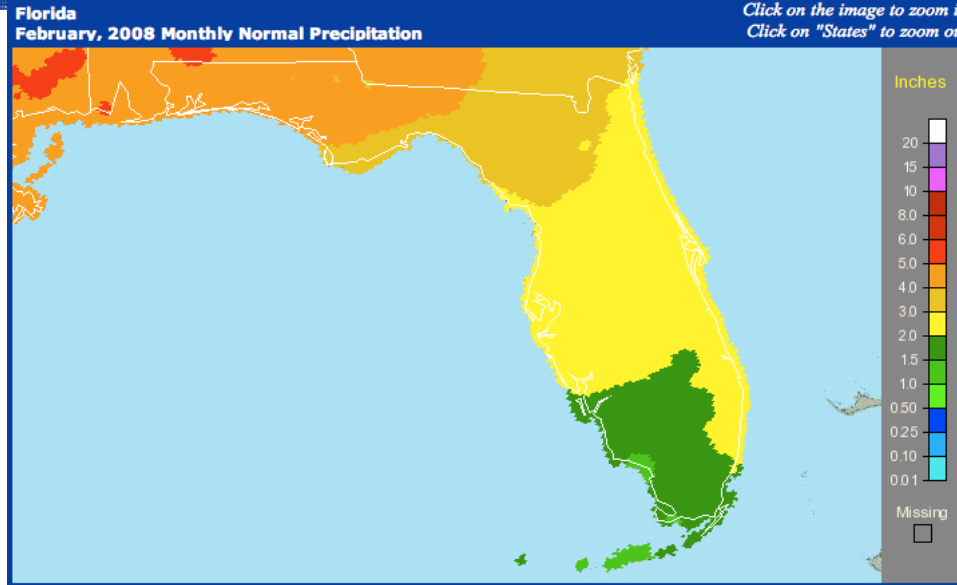 Florida
February, 2008 Monthly Normal Precipitation
Click on the image to zoom
Click on "States" to zoom
Inches
20
15
10
8.0
6.0
5.0
4.0
3.0
2.0
1.5
1.0
0.50
0.25
0.10
0.01
Missing